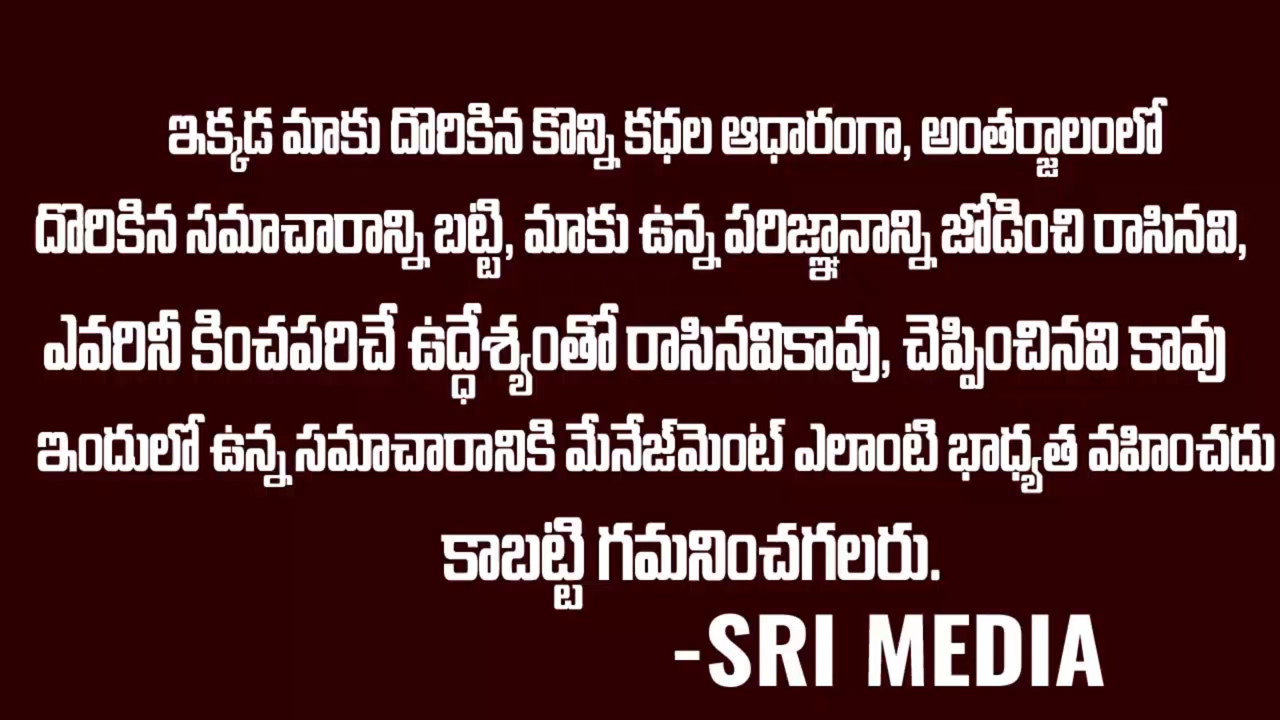 ఇక్కడ మాకు దొరికిన కొన్ని కధల ఆధారంగా, అంతర్జాలంలో
దొరికిన సమాచారాన్ని బట్టి, మాకు ఉన్న పరిజ్ఞానాన్ని జోడించి రాసినవి,
ఎవరినీ కించపరిచే ఉద్ధేశ్యంతో రాసినవికావు, చెప్పించినవి కావు
ఇందులో ఉన్న సమాచారానికి మేనేజ్‌మెంట్ ఎలాంటి భాధ్యత వహించదు
కాబట్టి గమనించగలరు.
-SRI MEDIA